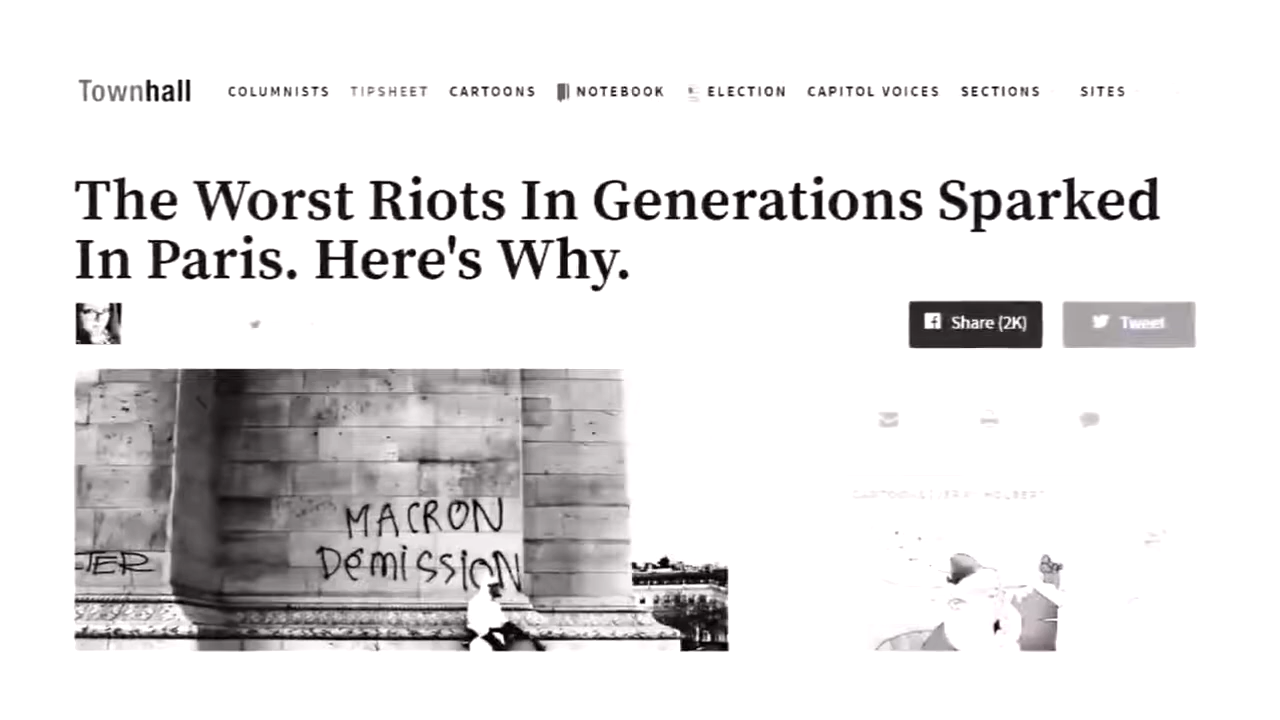 Townhall COLUMNISTS TIPSHEET CARTOONS NOTEBOOK ELECTION CAPITOL VOICES SECTIONS SITES
The Worst Riots In Generations Sparked
In Paris. Here's Why.
Share (2K) Tweet
MACRON
DémissION
TER